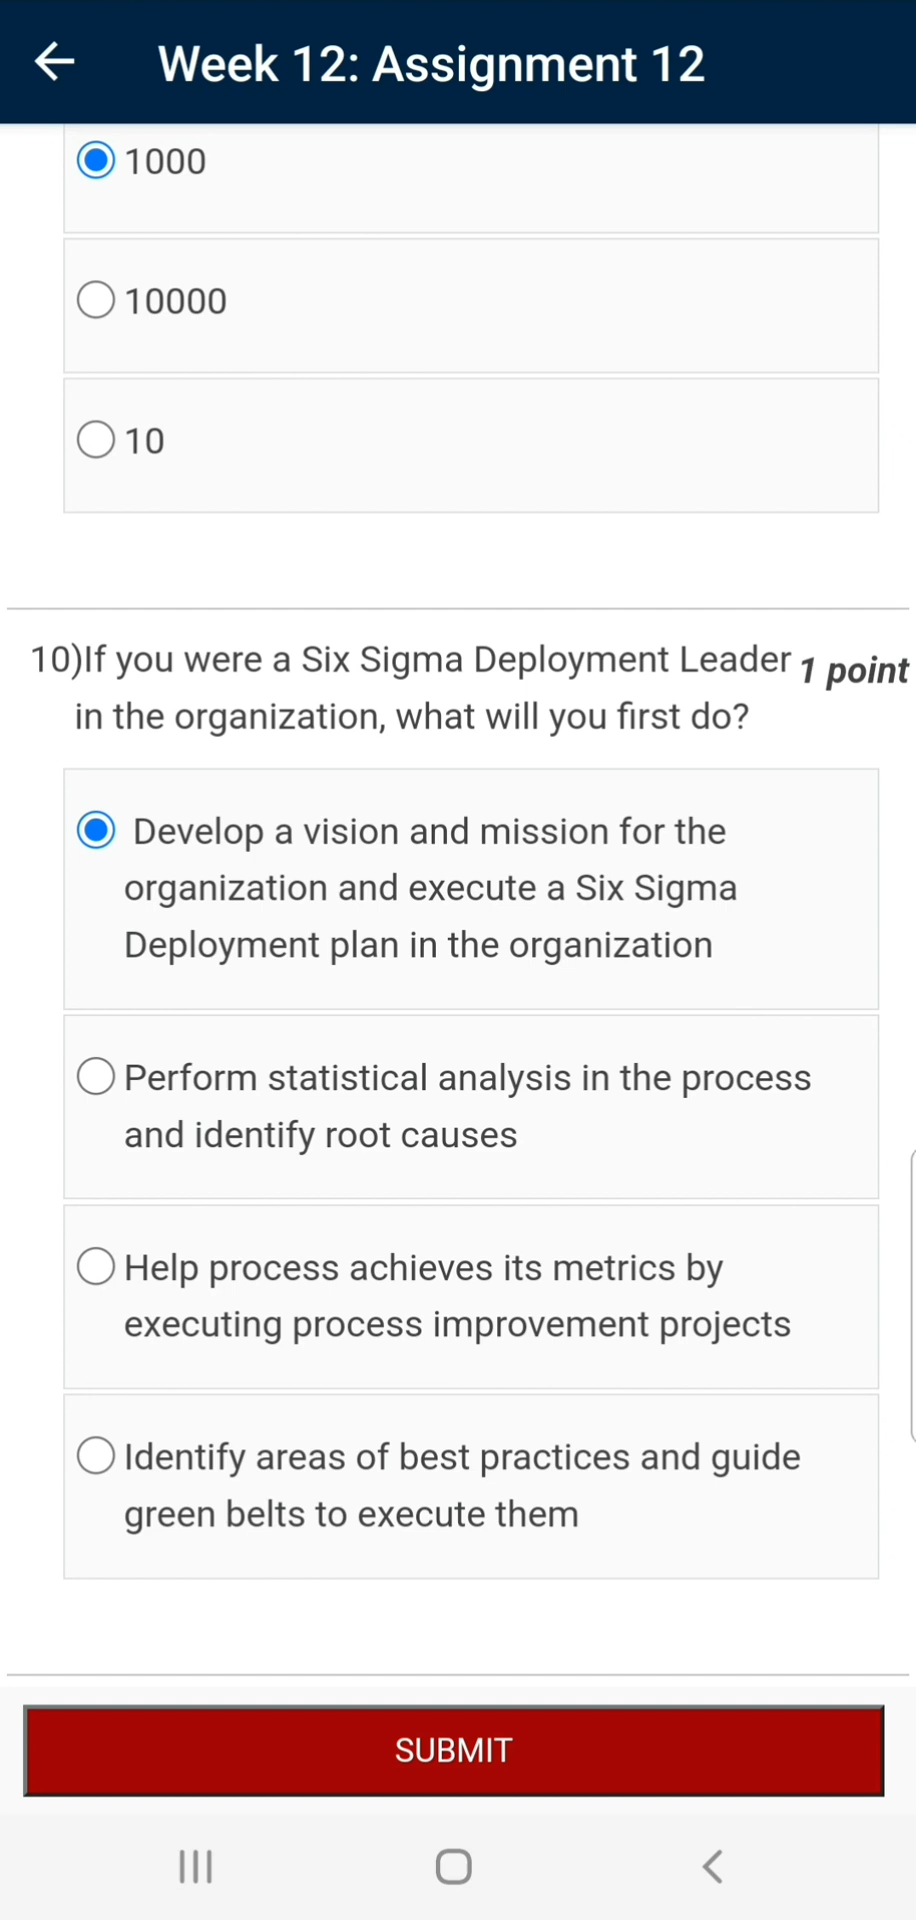 Week 12: Assignment 12
1000
10000
10
10)If you were a Six Sigma Deployment Leader 1 point
in the organization, what will you first do?
Develop a vision and mission for the
organization and execute a Six Sigma
Deployment plan in the organization
Perform statistical analysis in the process
and identify root causes
Help process achieves its metrics by
executing process improvement projects
Identify areas of best practices and guide
green belts to execute them
SUBMIT